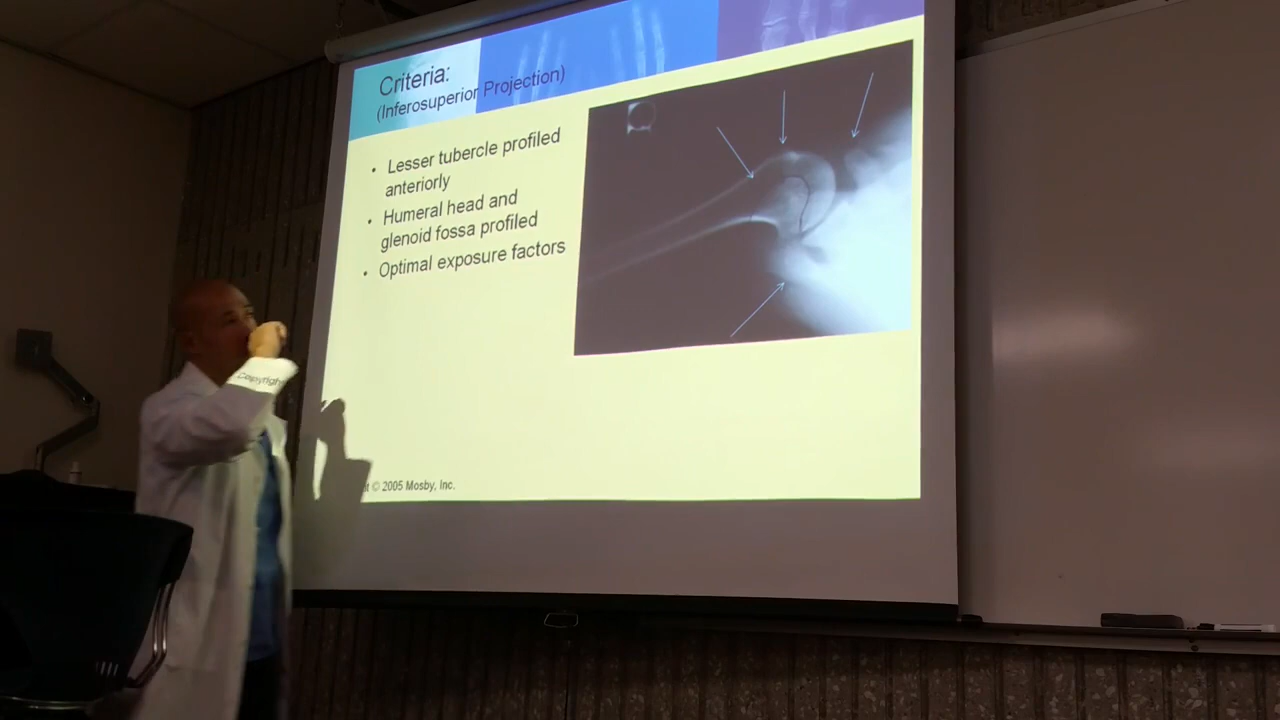 Criteria:
(Inferosuperior Projection)
• Lesser tubercle profiled
anteriorly
• Humeral head and
glenoid fossa profiled
• Optimal exposure factors
Copyright © 2005 Mosby, Inc.